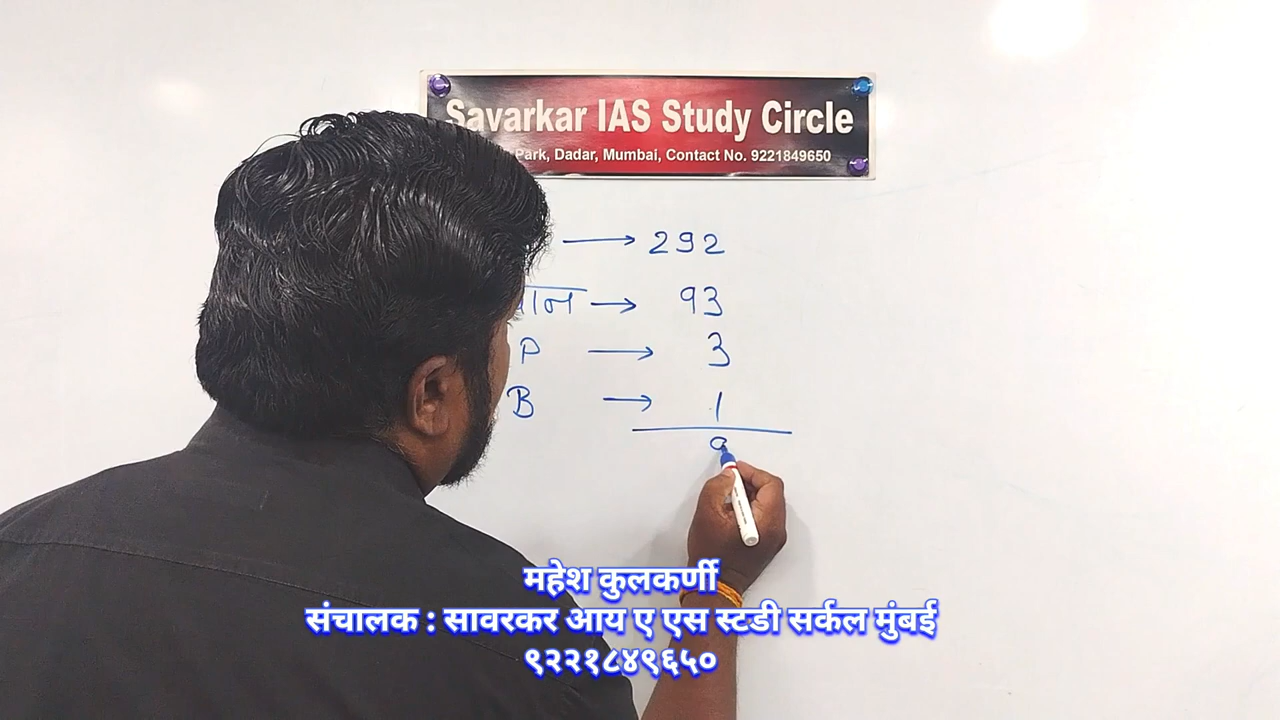 Savarkar IAS Study Circle
Park, Dadar, Mumbai, Contact No. 9221849650
→ 292
→ 93
P → 3
B → 1
9
महेश कुलकर्णी
संचालक : सावरकर आय ए एस स्टडी सर्कल मुंबई
९२२१८४९६५०